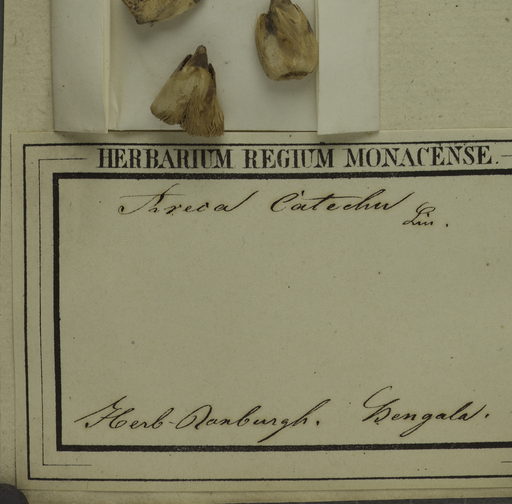 HERBARIUM REGIUM MONACENSE.
Areca Catechu Lin.
Herb. Roxburgh. Bengala.